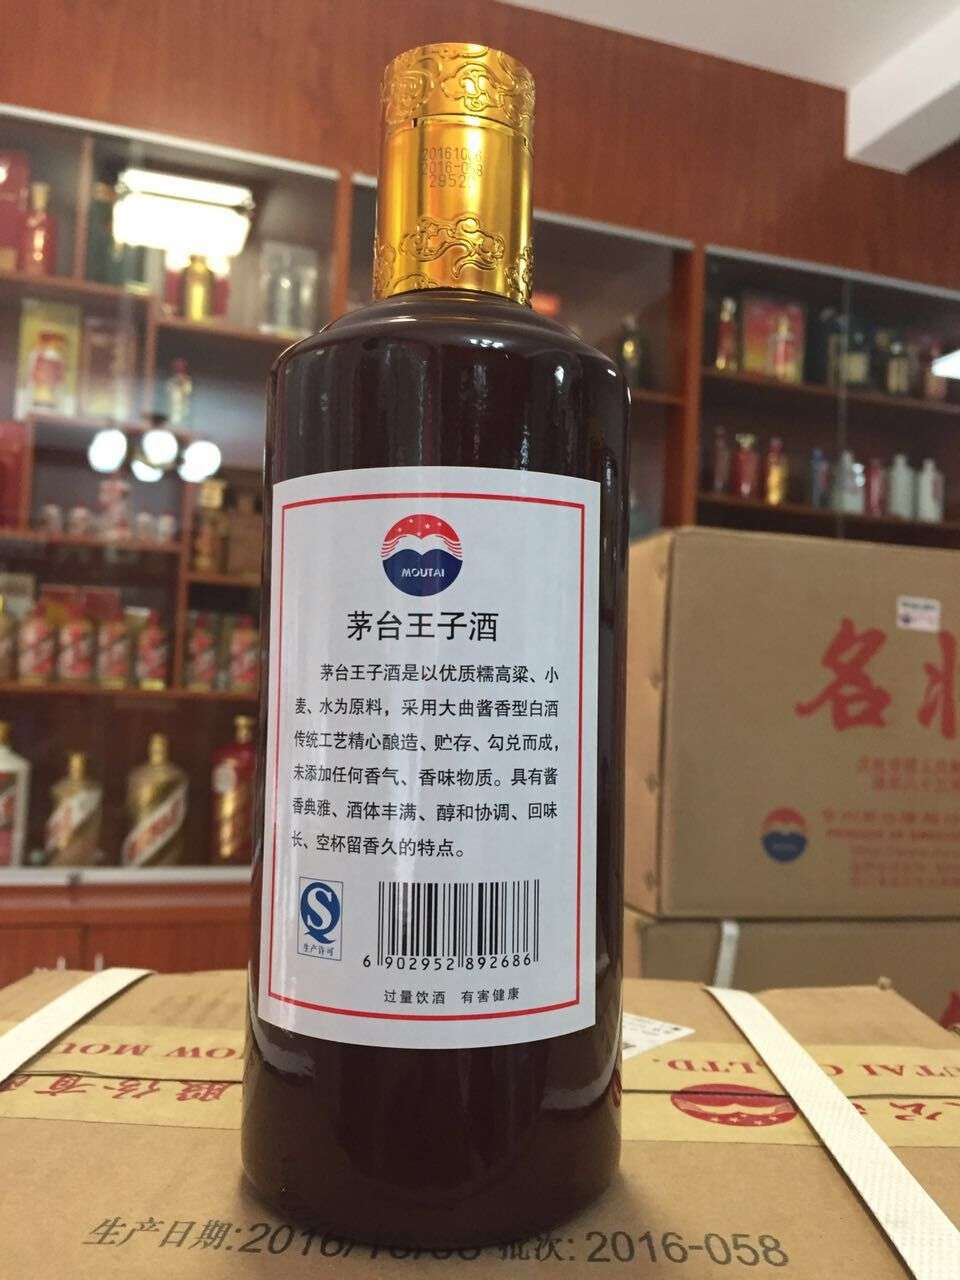 2016-058
MOUTAI
茅台王子酒
茅台王子酒是以优质糯高粱、小
麦、水为原料，采用大曲酱香型白酒
传统工艺精心酿造、贮存、勾兑而成，
未添加任何香气、香味物质。具有酱
香典雅、酒体丰满、醇和协调、回味
长、空杯留香久的特点。
生产许可
6 902952 892686
过量饮酒 有害健康
名将
生产日期:2016/ 批次: 2016-058